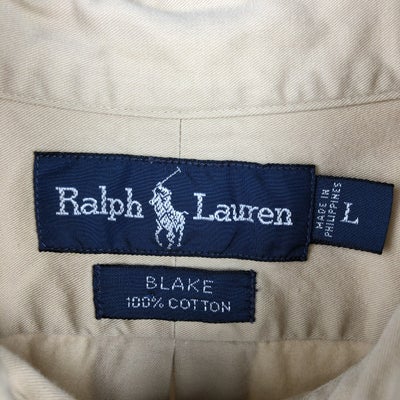 Ralph Lauren
MADE IN
PHILIPPINES
L
BLAKE
100% COTTON